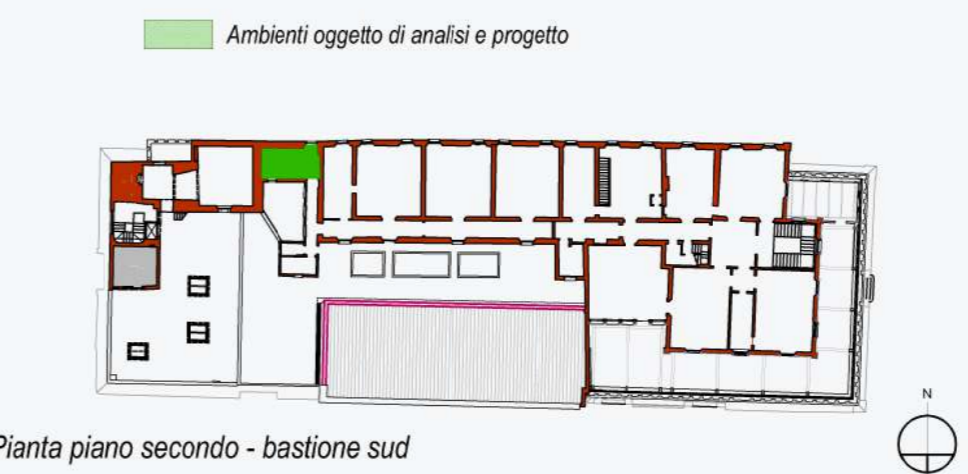 Ambienti oggetto di analisi e progetto
N
Pianta piano secondo - bastione sud